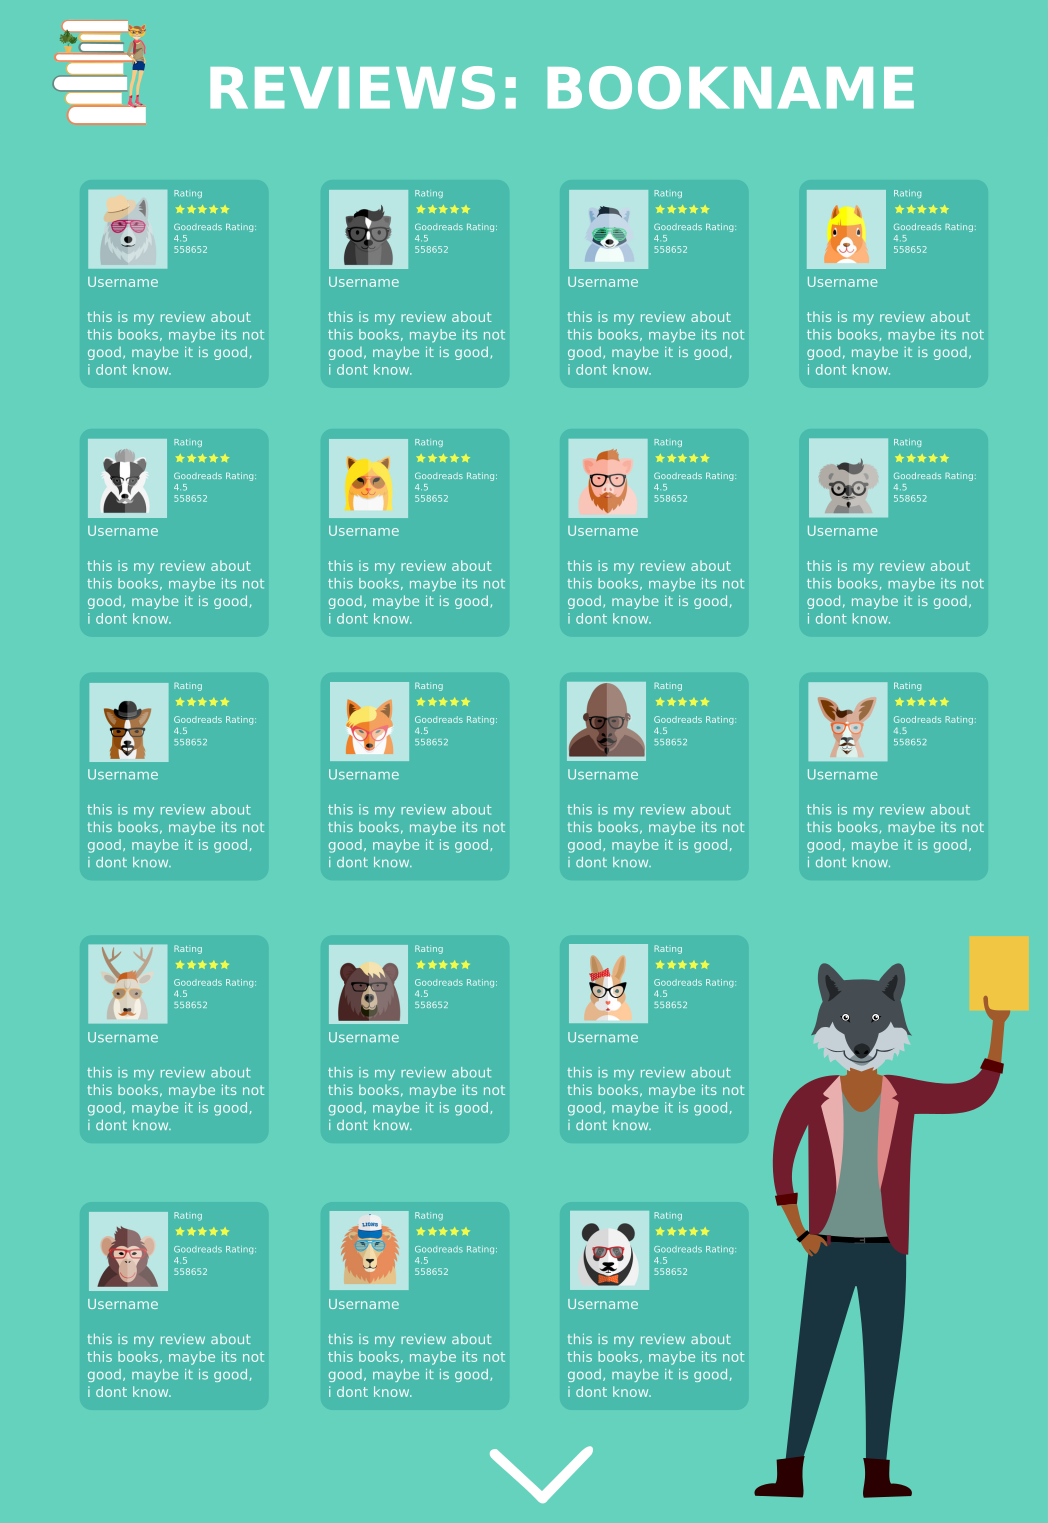 REVIEWS: BOOKNAME
Rating
Goodreads Rating:
4.5
558652
Username
this is my review about
this books, maybe its not
good, maybe it is good,
i dont know.
Rating
Goodreads Rating:
4.5
558652
Username
this is my review about
this books, maybe its not
good, maybe it is good,
i dont know.
Rating
Goodreads Rating:
4.5
558652
Username
this is my review about
this books, maybe its not
good, maybe it is good,
i dont know.
Rating
Goodreads Rating:
4.5
558652
Username
this is my review about
this books, maybe its not
good, maybe it is good,
i dont know.
Rating
Goodreads Rating:
4.5
558652
Username
this is my review about
this books, maybe its not
good, maybe it is good,
i dont know.
Rating
Goodreads Rating:
4.5
558652
Username
this is my review about
this books, maybe its not
good, maybe it is good,
i dont know.
Rating
Goodreads Rating:
4.5
558652
Username
this is my review about
this books, maybe its not
good, maybe it is good,
i dont know.
Rating
Goodreads Rating:
4.5
558652
Username
this is my review about
this books, maybe its not
good, maybe it is good,
i dont know.
Rating
Goodreads Rating:
4.5
558652
Username
this is my review about
this books, maybe its not
good, maybe it is good,
i dont know.
Rating
Goodreads Rating:
4.5
558652
Username
this is my review about
this books, maybe its not
good, maybe it is good,
i dont know.
Rating
Goodreads Rating:
4.5
558652
Username
this is my review about
this books, maybe its not
good, maybe it is good,
i dont know.
Rating
Goodreads Rating:
4.5
558652
Username
this is my review about
this books, maybe its not
good, maybe it is good,
i dont know.
Rating
Goodreads Rating:
4.5
558652
Username
this is my review about
this books, maybe its not
good, maybe it is good,
i dont know.
Rating
Goodreads Rating:
4.5
558652
Username
this is my review about
this books, maybe its not
good, maybe it is good,
i dont know.
Rating
Goodreads Rating:
4.5
558652
Username
this is my review about
this books, maybe its not
good, maybe it is good,
i dont know.
Rating
Goodreads Rating:
4.5
558652
Username
this is my review about
this books, maybe its not
good, maybe it is good,
i dont know.
LIONS
Rating
Goodreads Rating:
4.5
558652
Username
this is my review about
this books, maybe its not
good, maybe it is good,
i dont know.
Rating
Goodreads Rating:
4.5
558652
Username
this is my review about
this books, maybe its not
good, maybe it is good,
i dont know.